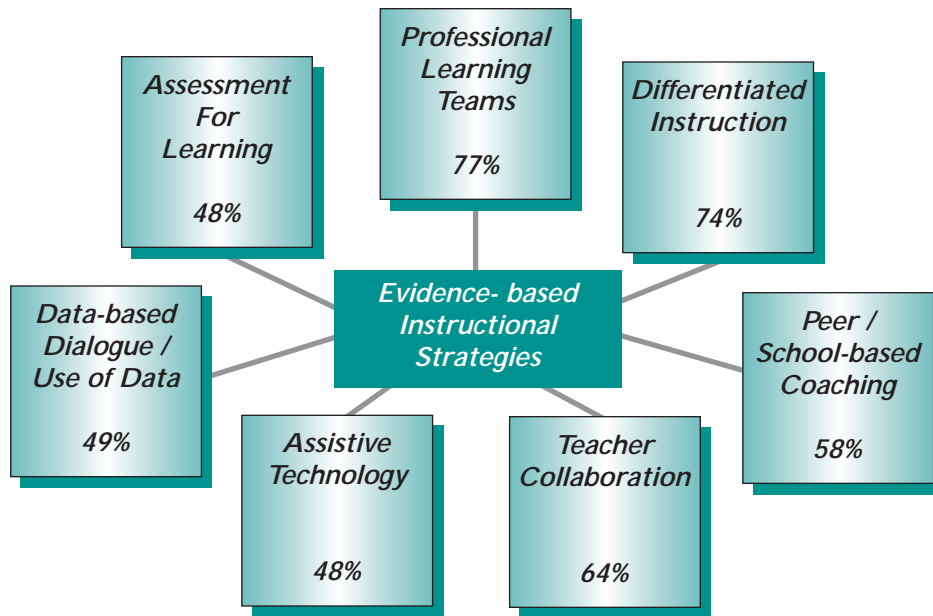 Assessment
For
Learning
48%
Professional
Learning
Teams
77%
Differentiated
Instruction
74%
Evidence- based
Instructional
Strategies
Data-based
Dialogue /
Use of Data
49%
Peer /
School-based
Coaching
58%
Assistive
Technology
48%
Teacher
Collaboration
64%